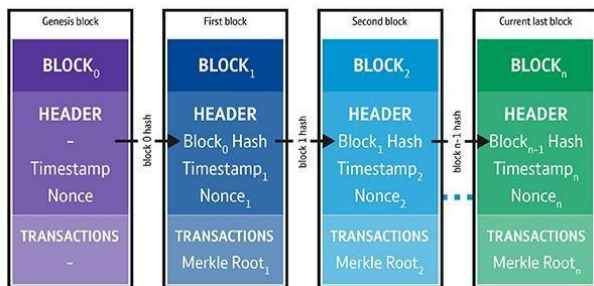 Genesis block
BLOCK₀
HEADER
–
Timestamp
Nonce
TRANSACTIONS
–
block 0 hash
First block
BLOCK₁
HEADER
Block₀ Hash
Timestamp₁
Nonce₁
TRANSACTIONS
Merkle Root₁
block 1 hash
Second block
BLOCK₂
HEADER
Block₁ Hash
Timestamp₂
Nonce₂
TRANSACTIONS
Merkle Root₂
block n-1 hash
Current last block
BLOCKₙ
HEADER
Blockₙ₋₁ Hash
Timestampₙ
Nonceₙ
TRANSACTIONS
Merkle Rootₙ